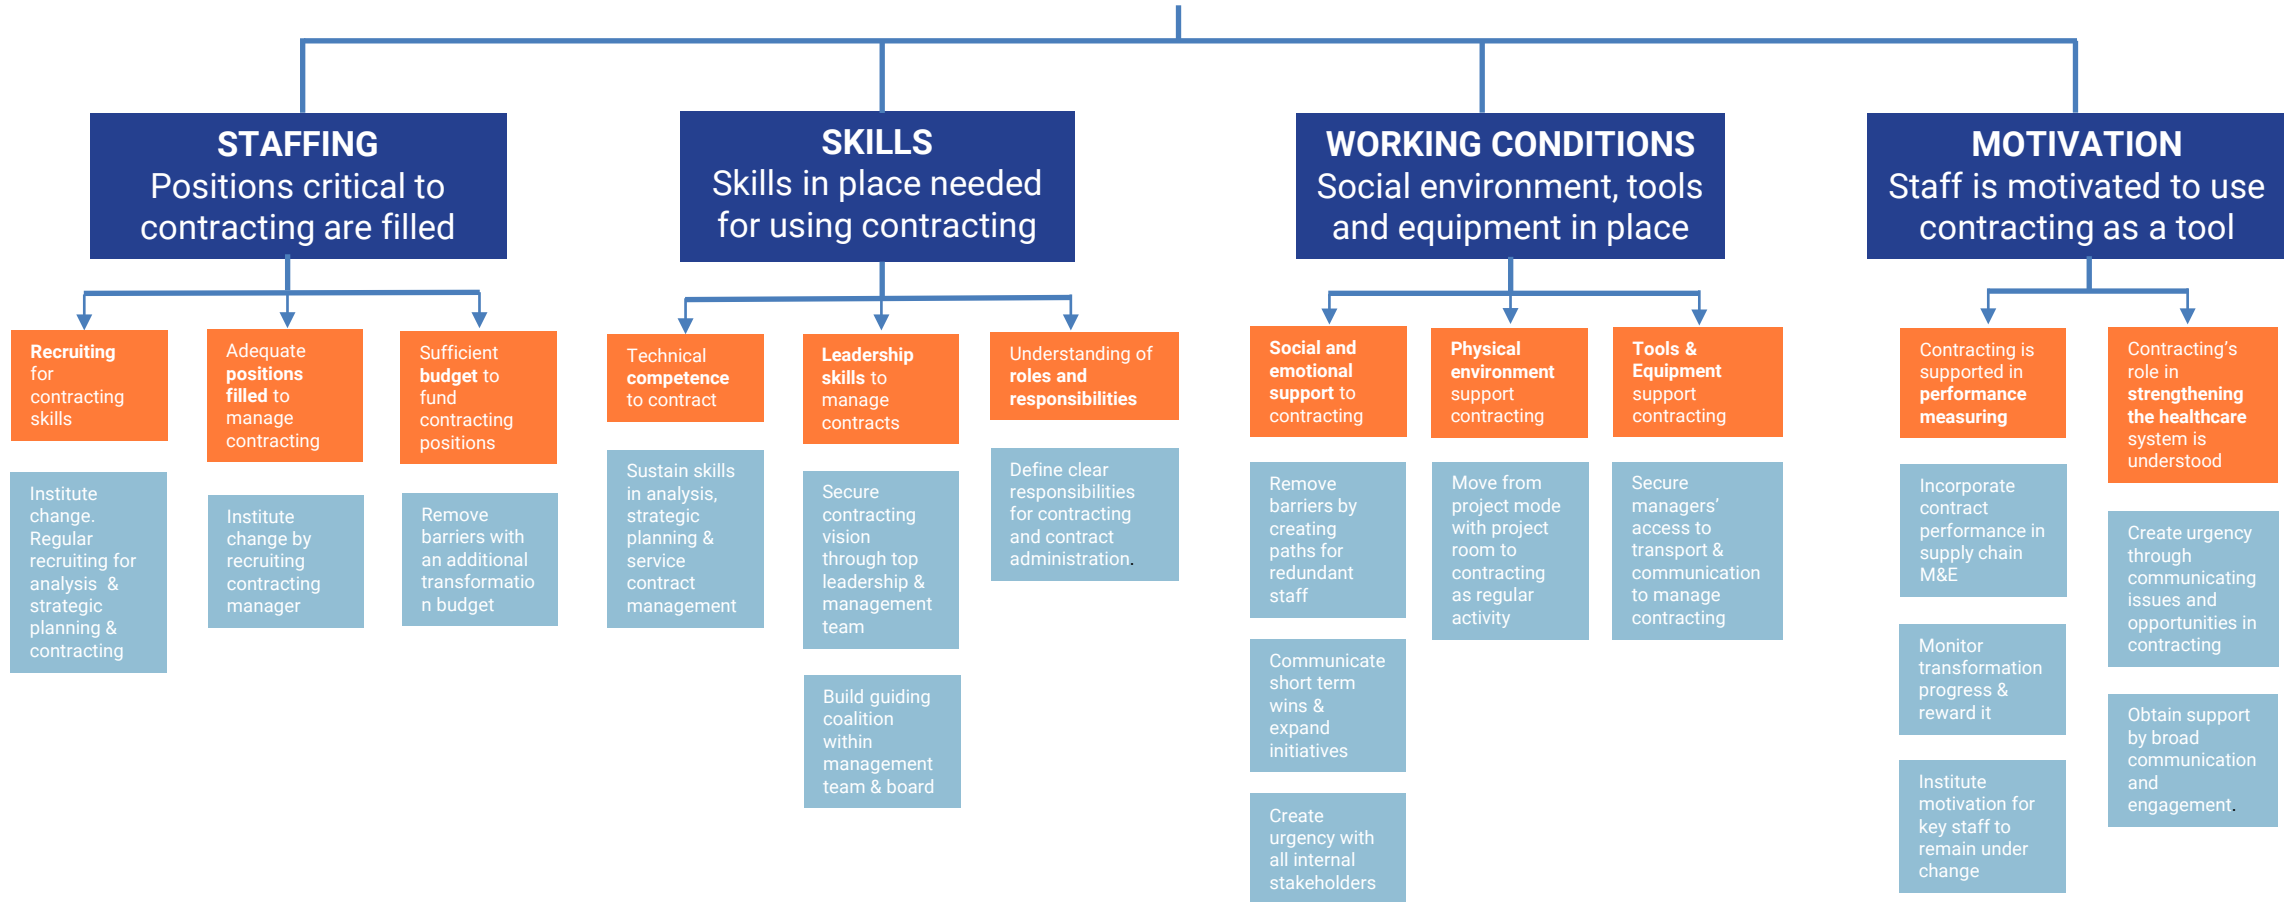 STAFFING
Positions critical to
contracting are filled
Recruiting
for
contracting
skills
Institute
change.
Regular
recruiting for
analysis & 
strategic
planning &
contracting
Adequate
positions
filled to
manage
contracting
Institute
change by
recruiting
contracting
manager
Sufficient
budget to
fund
contracting
positions
Remove
barriers with
an additional
transformatio
n budget
SKILLS
Skills in place needed
for using contracting
Technical
competence
to contract
Sustain skills
in analysis,
strategic
planning &
service
contract
management
Leadership
skills to
manage
contracts
Secure
contracting
vision
through top
leadership &
management
team
Build guiding
coalition
within
management
team & board
Understanding of
roles and
responsibilities
Define clear
responsibilities
for contracting
and contract
administration.
WORKING CONDITIONS
Social environment, tools
and equipment in place
Social and
emotional
support to
contracting
Remove
barriers by
creating
paths for
redundant
staff
Communicate
short term
wins &
expand
initiatives
Create
urgency with
all internal
stakeholders
Physical
environment
support
contracting
Move from
project mode
with project
room to
contracting
as regular
activity
Tools &
Equipment
support
contracting
Secure
managers’
access to
transport &
communication
to manage
contracting
MOTIVATION
Staff is motivated to use
contracting as a tool
Contracting is
supported in
performance
measuring
Incorporate
contract
performance in
supply chain
M&E
Monitor
transformation
progress &
reward it
Institute
motivation for
key staff to
remain under
change
Contracting’s
role in
strengthening
the healthcare
system is
understood
Create urgency
through
communicating
issues and
opportunities in
contracting
Obtain support
by broad
communication
and
engagement.